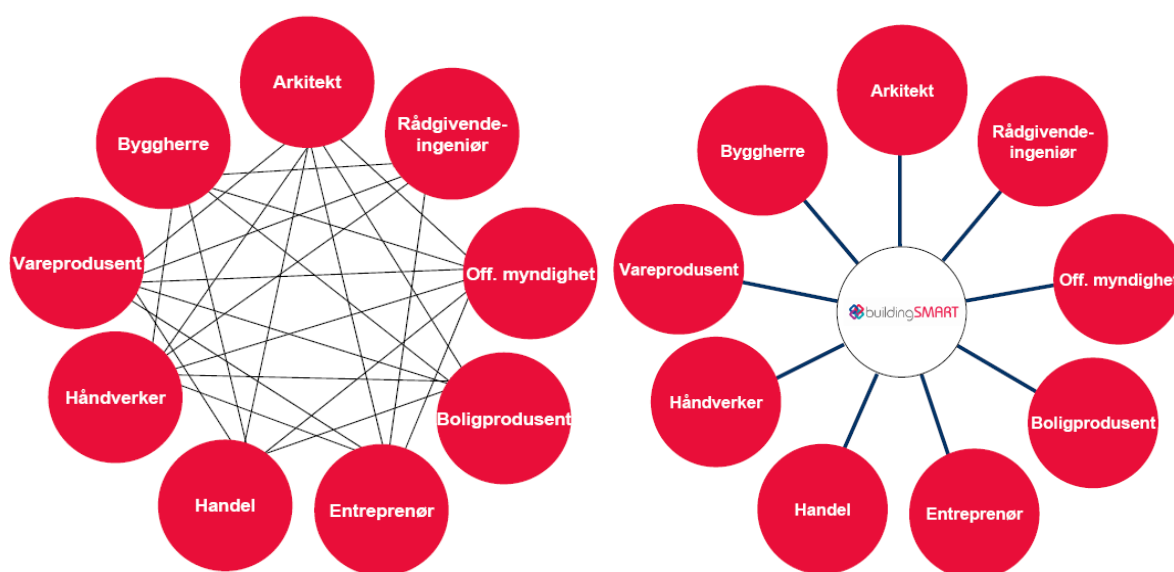 Arkitekt
Rådgivende-
ingeniør
Byggherre
Vareprodusent
Off. myndighet
Håndverker
Boligprodusent
Handel
Entreprenør
Arkitekt
Rådgivende-
ingeniør
Byggherre
Vareprodusent
Off. myndighet
buildingSMART
Håndverker
Boligprodusent
Handel
Entreprenør